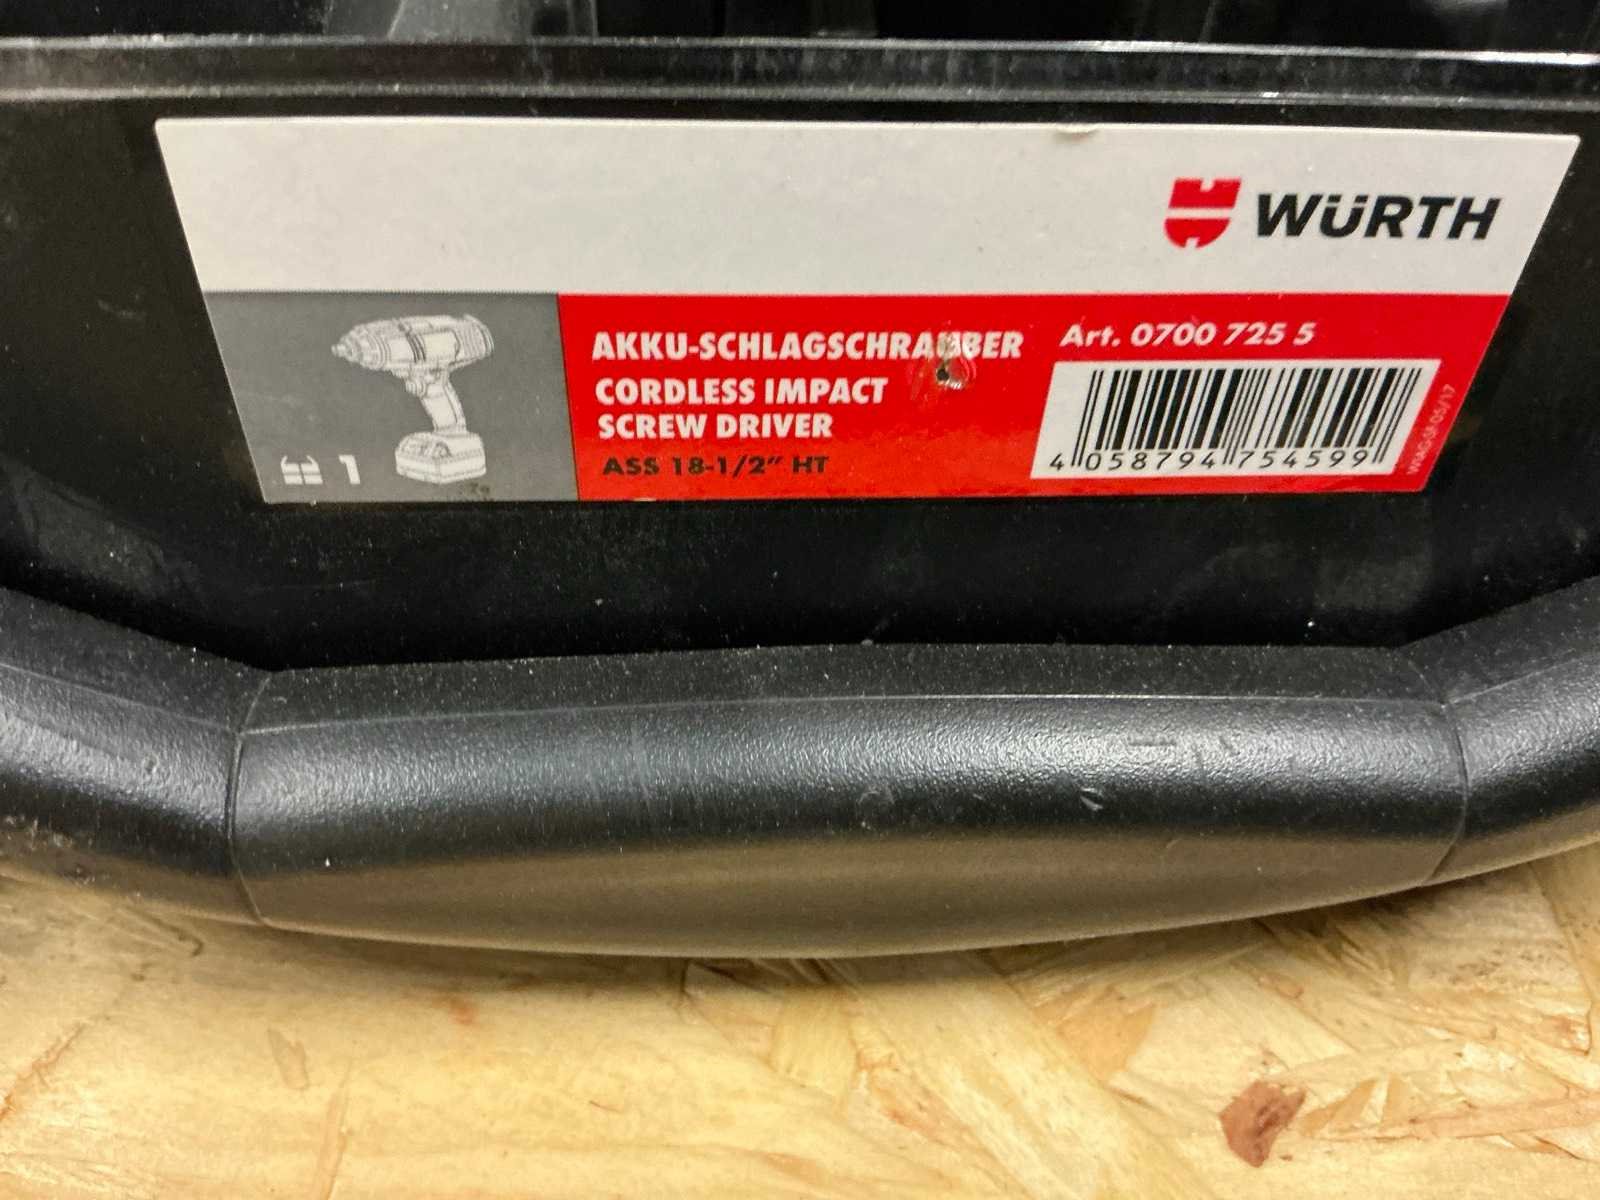 WÜRTH
AKKU-SCHLAGSCHRAUBER
CORDLESS IMPACT
SCREW DRIVER
ASS 18-1/2" HT
1
Art. 0700 725 5
4 058794 754599